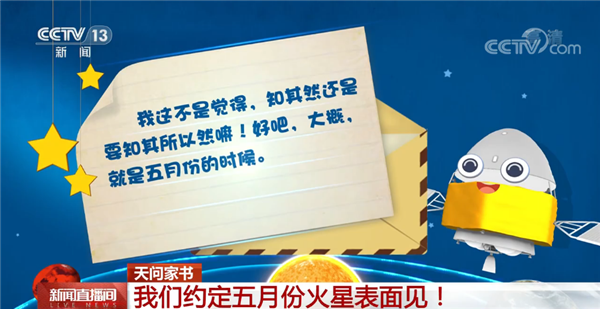 CCTV 13
新闻
CCTV.com
我这不是觉得，知其然还是
要知其所以然嘛！好吧，大概，
就是五月份的时候。
天问家书
新闻直播间
LIVE NEWS
我们约定五月份火星表面见！